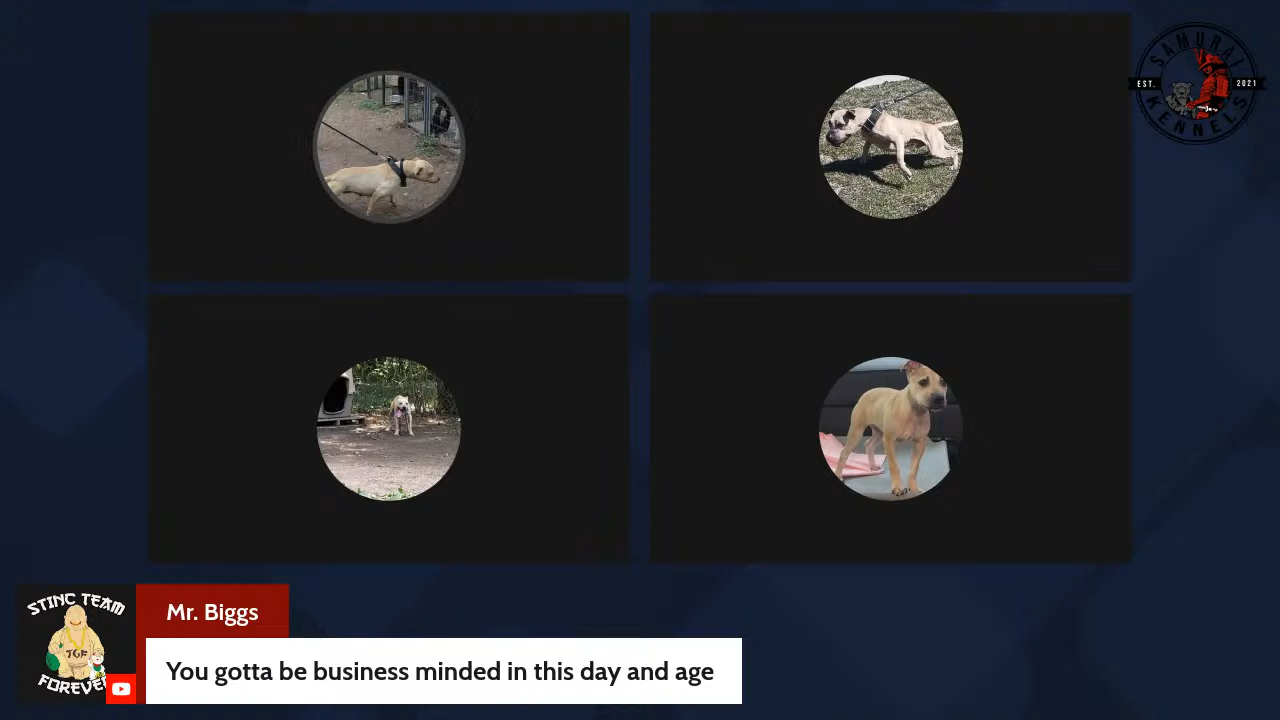 SAMURAI
EST. 2021
KENNELS
STINC TEAM
TGF
FOREVER
Mr. Biggs
You gotta be business minded in this day and age